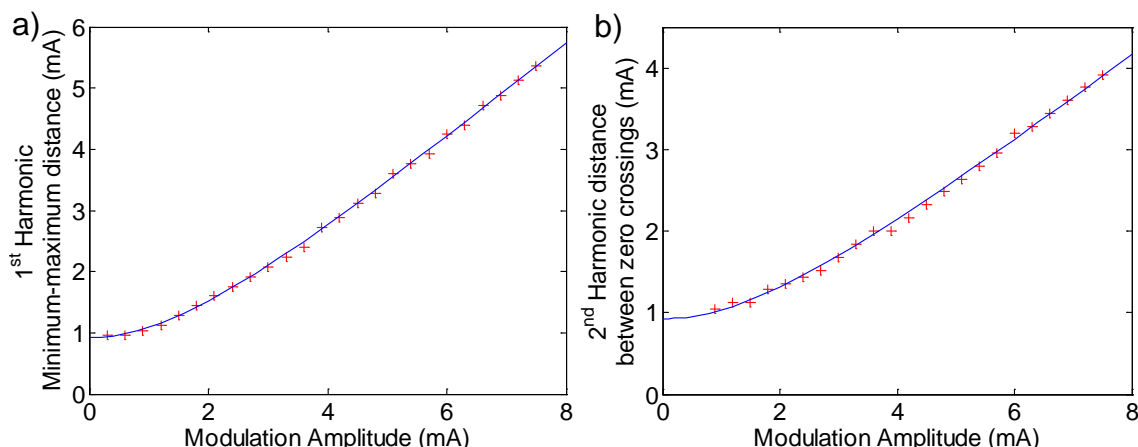 a)
1st Harmonic
Minimum-maximum distance (mA)
6
5
4
3
2
1
0
0 2 4 6 8
Modulation Amplitude (mA)
b)
2nd Harmonic distance
between zero crossings (mA)
4
3
2
1
0
0 2 4 6 8
Modulation Amplitude (mA)